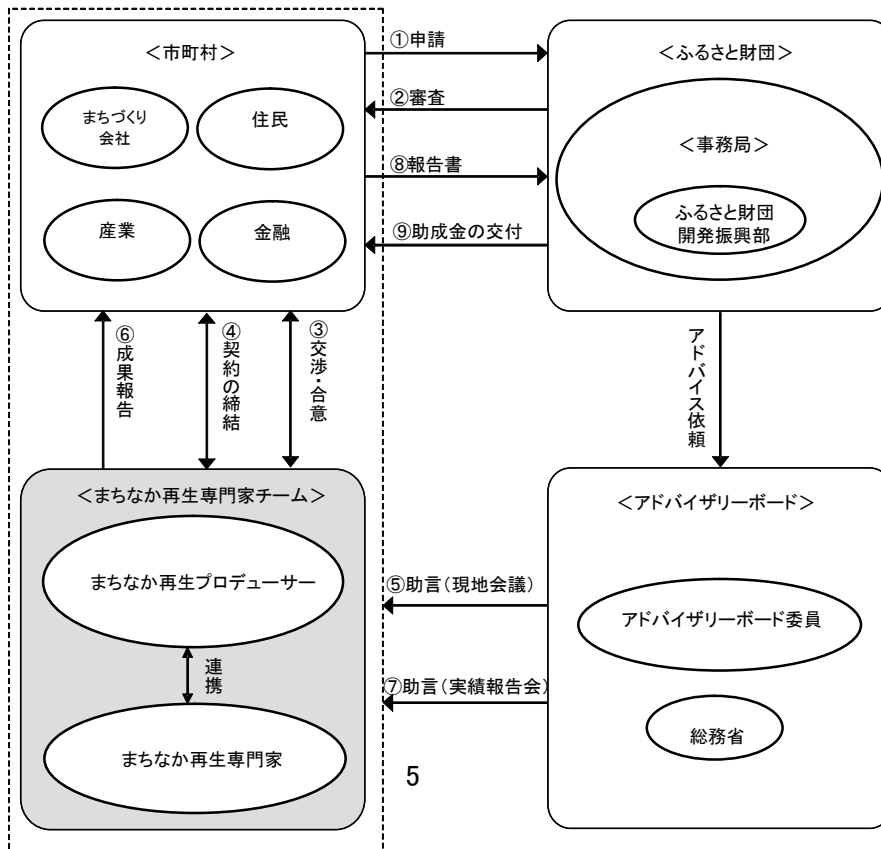 ＜市町村＞
まちづくり
会社
住民
産業
金融
①申請
②審査
⑧報告書
⑨助成金の交付
＜ふるさと財団＞
＜事務局＞
ふるさと財団
開発振興部
⑥成果報告
④契約の締結
③交渉・合意
アドバイス依頼
＜まちなか再生専門家チーム＞
まちなか再生プロデューサー
連携
まちなか再生専門家
⑤助言（現地会議）
⑦助言（実績報告会）
＜アドバイザリーボード＞
アドバイザリーボード委員
総務省
5